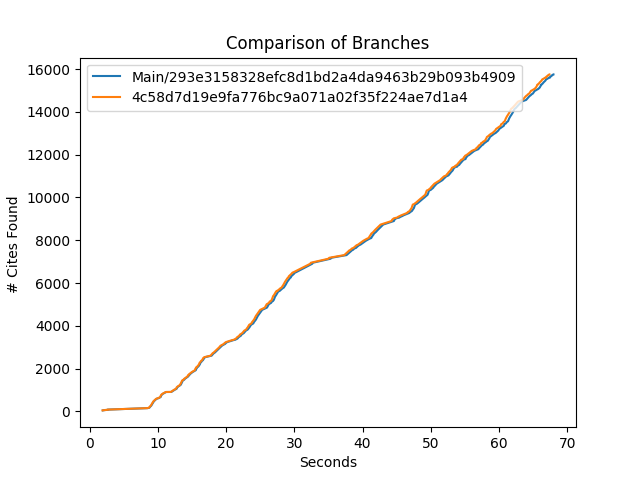 Comparison of Branches
Main/293e3158328efc8d1bd2a4da9463b29b093b4909
4c58d7d19e9fa776bc9a071a02f35f224ae7d1a4
16000
14000
12000
10000
8000
6000
4000
2000
0
# Cites Found
0 10 20 30 40 50 60 70
Seconds